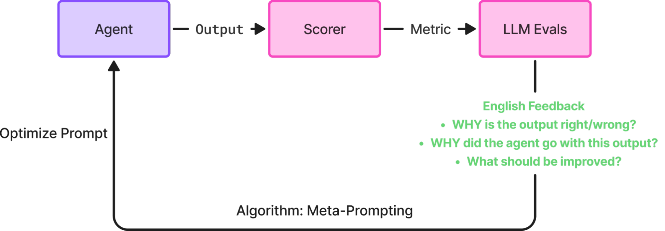 Agent
Output
Scorer
Metric
LLM Evals
English Feedback
• WHY is the output right/wrong?
• WHY did the agent go with this output?
• What should be improved?
Optimize Prompt
Algorithm: Meta-Prompting